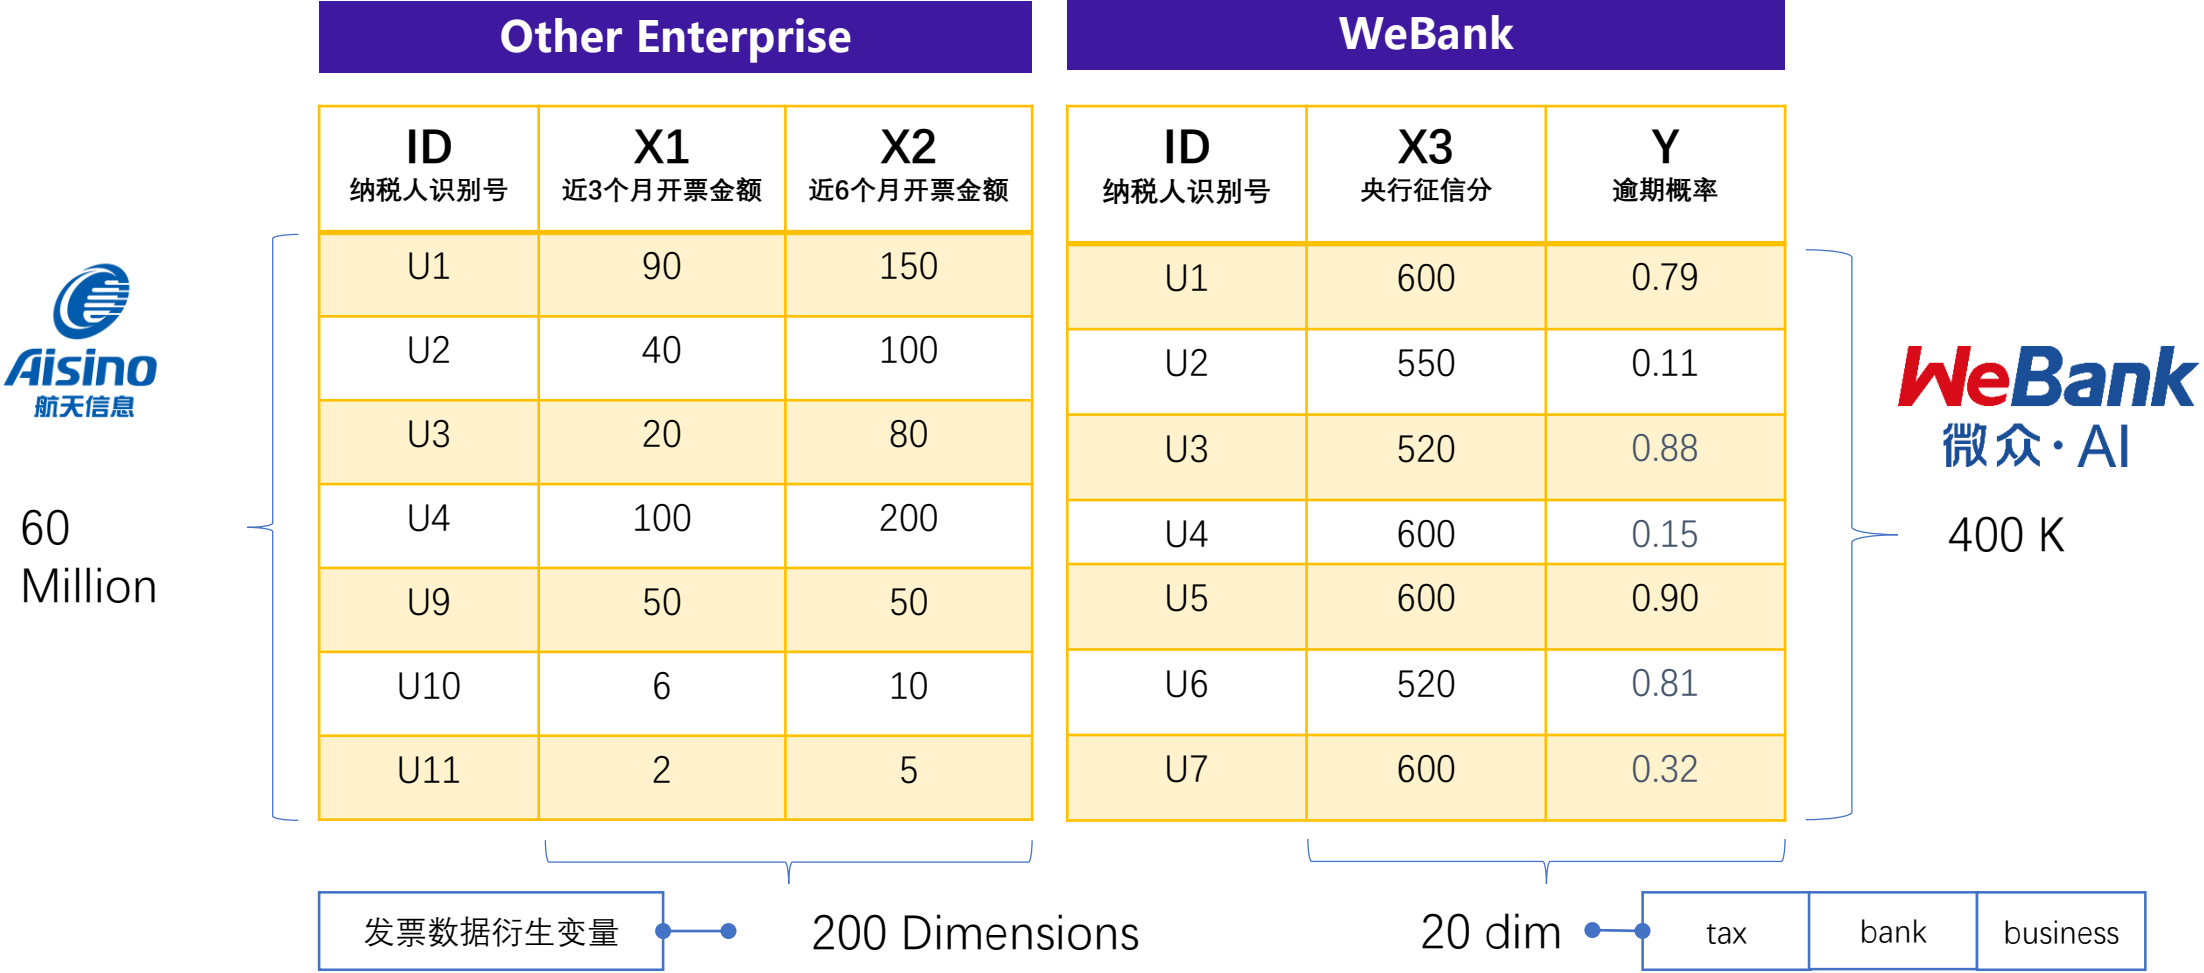 Other Enterprise
WeBank
ID X1 X2
纳税人识别号 近3个月开票金额 近6个月开票金额
U1 90 150
U2 40 100
U3 20 80
U4 100 200
U9 50 50
U10 6 10
U11 2 5
ID X3 Y
纳税人识别号 央行征信分 逾期概率
U1 600 0.79
U2 550 0.11
U3 520 0.88
U4 600 0.15
U5 600 0.90
U6 520 0.81
U7 600 0.32
Aisino
航天信息
60
Million
WeBank
微众·AI
400 K
发票数据衍生变量
200 Dimensions
20 dim
tax bank business